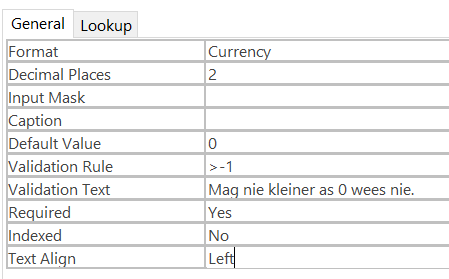 General Lookup
Format Currency
Decimal Places 2
Input Mask
Caption
Default Value 0
Validation Rule >-1
Validation Text Mag nie kleiner as 0 wees nie.
Required Yes
Indexed No
Text Align Left